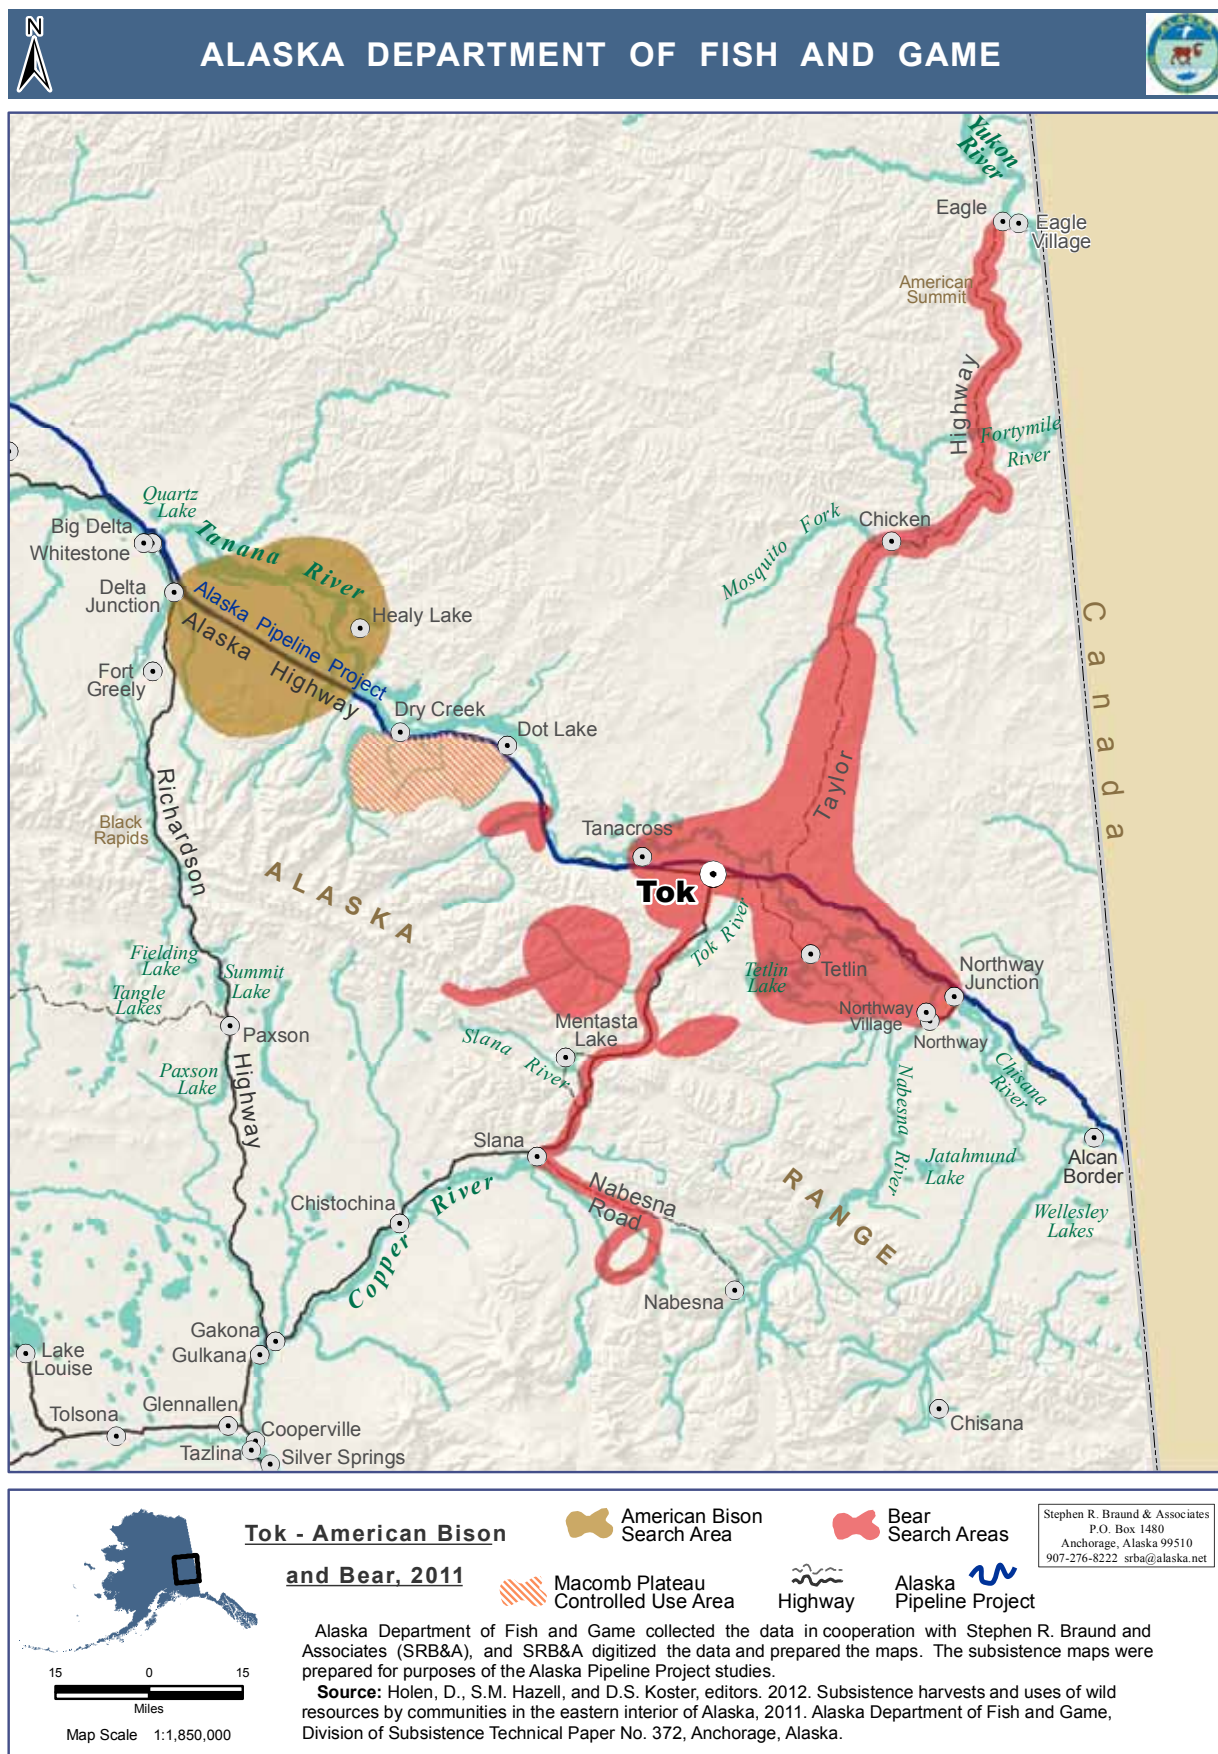 N
ALASKA DEPARTMENT OF FISH AND GAME
ALASKA
Yukon
River
Eagle
Eagle
Village
American
Summit
Highway
Fortymile
River
Quartz
Lake
Big Delta
Whitestone
Tanana River
Mosquito Fork
Chicken
Delta
Junction
Alaska Pipeline Project
Alaska Highway
Healy Lake
Canada
Fort
Greely
Dry Creek
Dot Lake
Richardson
Taylor
Black
Rapids
Tanacross
Tok
ALASKA
Tok River
Fielding
Lake
Summit
Lake
Tangle
Lakes
Tetlin
Lake
Tetlin
Northway
Junction
Northway
Village
Northway
Mentasta
Lake
Slana
River
Paxson
Paxson
Lake
Highway
Nabesna River
Chisana
River
Slana
Alcan
Border
Jatahmund
Lake
Nabesna
Road
RANGE
Chistochina
Copper River
Wellesley
Lakes
Nabesna
Gakona
Gulkana
Lake
Louise
Glennallen
Tolsona
Cooperville
Tazlina
Silver Springs
Chisana
Tok - American Bison
and Bear, 2011
American Bison
Search Area
Bear
Search Areas
Stephen R. Braund & Associates
P.O. Box 1480
Anchorage, Alaska 99510
907-276-8222 srba@alaska.net
Macomb Plateau
Controlled Use Area
Highway
Alaska
Pipeline Project
Alaska Department of Fish and Game collected the data in cooperation with Stephen R. Braund and
Associates (SRB&A), and SRB&A digitized the data and prepared the maps. The subsistence maps were
prepared for purposes of the Alaska Pipeline Project studies.
Source: Holen, D., S.M. Hazell, and D.S. Koster, editors. 2012. Subsistence harvests and uses of wild
resources by communities in the eastern interior of Alaska, 2011. Alaska Department of Fish and Game,
Division of Subsistence Technical Paper No. 372, Anchorage, Alaska.
15 0 15
Miles
Map Scale 1:1,850,000